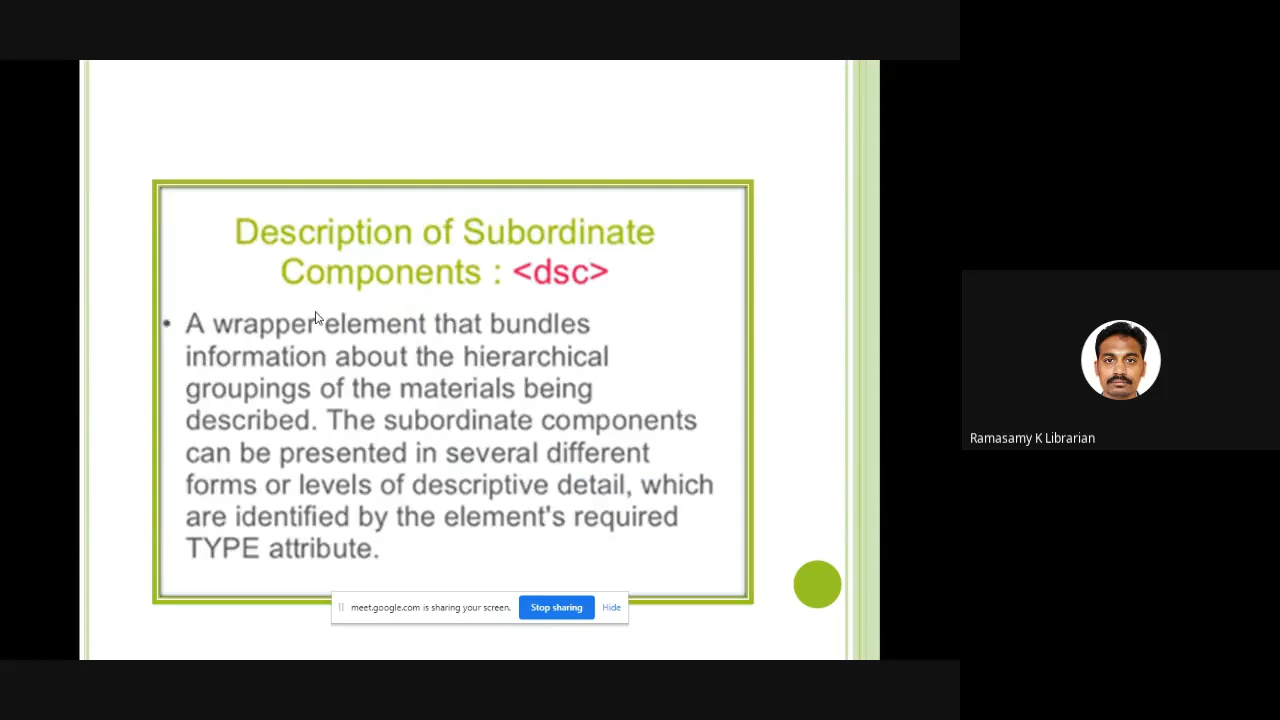 Description of Subordinate
Components : <dsc>
• A wrapper element that bundles
information about the hierarchical
groupings of the materials being
described. The subordinate components
can be presented in several different
forms or levels of descriptive detail, which
are identified by the element's required
TYPE attribute.
meet.google.com is sharing your screen. Stop sharing Hide
Ramasamy K Librarian